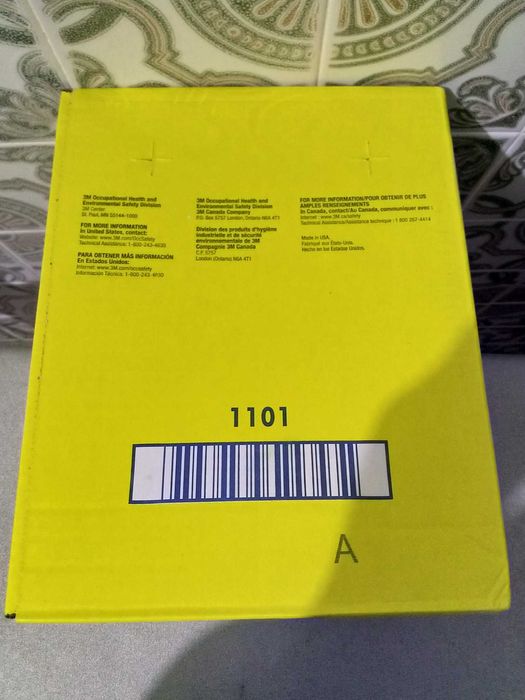 3M Occupational Health and
Environmental Safety Division
3M Center
St. Paul, MN 55144-1000
FOR MORE INFORMATION
In United States, contact:
Website: www.3M.com/OccSafety
Technical Assistance: 1-800-243-4630
PARA OBTENER MÁS INFORMACIÓN
En Estados Unidos:
Internet: www.3M.com/occsafety
Información Técnica: 1-800-243-4630
3M Occupational Health and
Environmental Safety Division
3M Canada Company
P.O. Box 5757 London, Ontario N6A 4T1
Division des produits d'hygiène
industrielle et de sécurité
environnementale de 3M
Compagnie 3M Canada
C.P. 5757
London (Ontario) N6A 4T1
FOR MORE INFORMATION/POUR OBTENIR DE PLUS
AMPLES RENSEIGNEMENTS
In Canada, contact/Au Canada, communiquer avec :
Internet : www.3M.ca/safety
Technical Assistance/Assistance technique : 1 800 267-4414
Made in USA.
Fabriqué aux États-Unis.
Hecho en los Estados Unidos.
1101
A